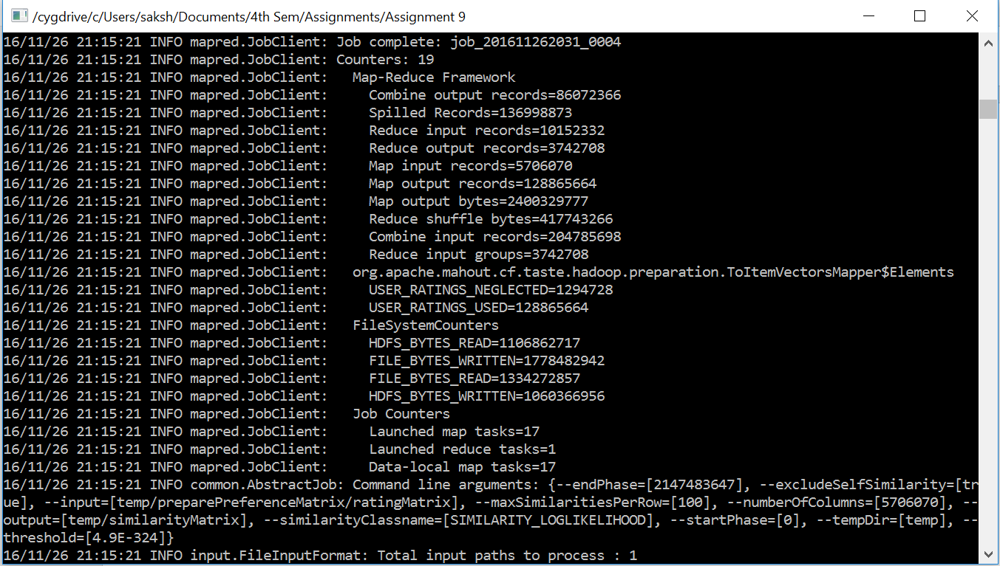 /cygdrive/c/Users/saksh/Documents/4th Sem/Assignments/Assignment 9
16/11/26 21:15:21 INFO mapred.JobClient: Job complete: job_201611262031_0004
16/11/26 21:15:21 INFO mapred.JobClient: Counters: 19
16/11/26 21:15:21 INFO mapred.JobClient:   Map-Reduce Framework
16/11/26 21:15:21 INFO mapred.JobClient:     Combine output records=86072366
16/11/26 21:15:21 INFO mapred.JobClient:     Spilled Records=136998873
16/11/26 21:15:21 INFO mapred.JobClient:     Reduce input records=10152332
16/11/26 21:15:21 INFO mapred.JobClient:     Reduce output records=3742708
16/11/26 21:15:21 INFO mapred.JobClient:     Map input records=5706070
16/11/26 21:15:21 INFO mapred.JobClient:     Map output records=128865664
16/11/26 21:15:21 INFO mapred.JobClient:     Map output bytes=2400329777
16/11/26 21:15:21 INFO mapred.JobClient:     Reduce shuffle bytes=417743266
16/11/26 21:15:21 INFO mapred.JobClient:     Combine input records=204785698
16/11/26 21:15:21 INFO mapred.JobClient:     Reduce input groups=3742708
16/11/26 21:15:21 INFO mapred.JobClient:   org.apache.mahout.cf.taste.hadoop.preparation.ToItemVectorsMapper$Elements
16/11/26 21:15:21 INFO mapred.JobClient:     USER_RATINGS_NEGLECTED=1294728
16/11/26 21:15:21 INFO mapred.JobClient:     USER_RATINGS_USED=128865664
16/11/26 21:15:21 INFO mapred.JobClient:   FileSystemCounters
16/11/26 21:15:21 INFO mapred.JobClient:     HDFS_BYTES_READ=1106862717
16/11/26 21:15:21 INFO mapred.JobClient:     FILE_BYTES_WRITTEN=1778482942
16/11/26 21:15:21 INFO mapred.JobClient:     FILE_BYTES_READ=1334272857
16/11/26 21:15:21 INFO mapred.JobClient:     HDFS_BYTES_WRITTEN=1060366956
16/11/26 21:15:21 INFO mapred.JobClient:   Job Counters
16/11/26 21:15:21 INFO mapred.JobClient:     Launched map tasks=17
16/11/26 21:15:21 INFO mapred.JobClient:     Launched reduce tasks=1
16/11/26 21:15:21 INFO mapred.JobClient:     Data-local map tasks=17
16/11/26 21:15:21 INFO common.AbstractJob: Command line arguments: {--endPhase=[2147483647], --excludeSelfSimilarity=[tr
ue], --input=[temp/preparePreferenceMatrix/ratingMatrix], --maxSimilaritiesPerRow=[100], --numberOfColumns=[5706070], --
output=[temp/similarityMatrix], --similarityClassname=[SIMILARITY_LOGLIKELIHOOD], --startPhase=[0], --tempDir=[temp], --
threshold=[4.9E-324]}
16/11/26 21:15:21 INFO input.FileInputFormat: Total input paths to process : 1